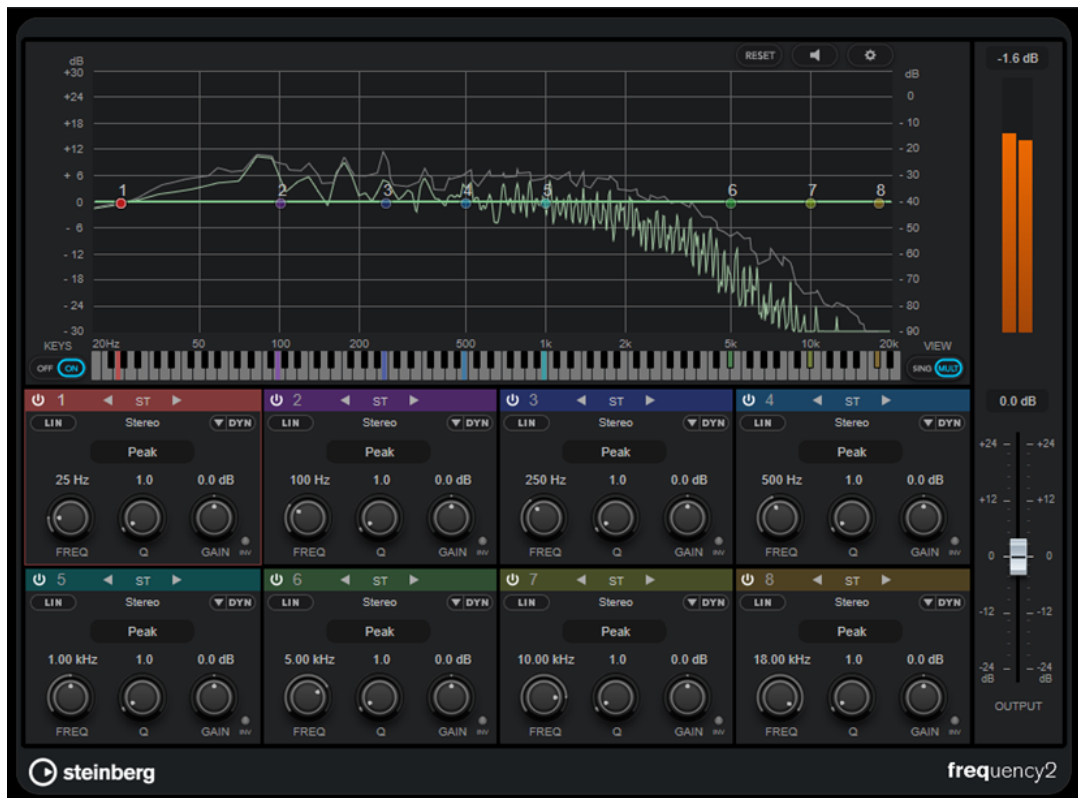 RESET
-1.6 dB
dB
+30
+24
+18
+12
+ 6
0
- 6
- 12
- 18
- 24
- 30
dB
0
- 10
- 20
- 30
- 40
- 50
- 60
- 70
- 80
- 90
1 2 3 4 5 6 7 8
20Hz 50 100 200 500 1k 2k 5k 10k 20k
KEYS
OFF ON
VIEW
SING MULT
1 ST
LIN Stereo DYN
Peak
25 Hz 1.0 0.0 dB
FREQ Q GAIN INV
2 ST
LIN Stereo DYN
Peak
100 Hz 1.0 0.0 dB
FREQ Q GAIN INV
3 ST
LIN Stereo DYN
Peak
250 Hz 1.0 0.0 dB
FREQ Q GAIN INV
4 ST
LIN Stereo DYN
Peak
500 Hz 1.0 0.0 dB
FREQ Q GAIN INV
5 ST
LIN Stereo DYN
Peak
1.00 kHz 1.0 0.0 dB
FREQ Q GAIN INV
6 ST
LIN Stereo DYN
Peak
5.00 kHz 1.0 0.0 dB
FREQ Q GAIN INV
7 ST
LIN Stereo DYN
Peak
10.00 kHz 1.0 0.0 dB
FREQ Q GAIN INV
8 ST
LIN Stereo DYN
Peak
18.00 kHz 1.0 0.0 dB
FREQ Q GAIN INV
0.0 dB
+24 +24
+12 +12
0 0
-12 -12
-24 -24
dB dB
OUTPUT
steinberg
frequency2